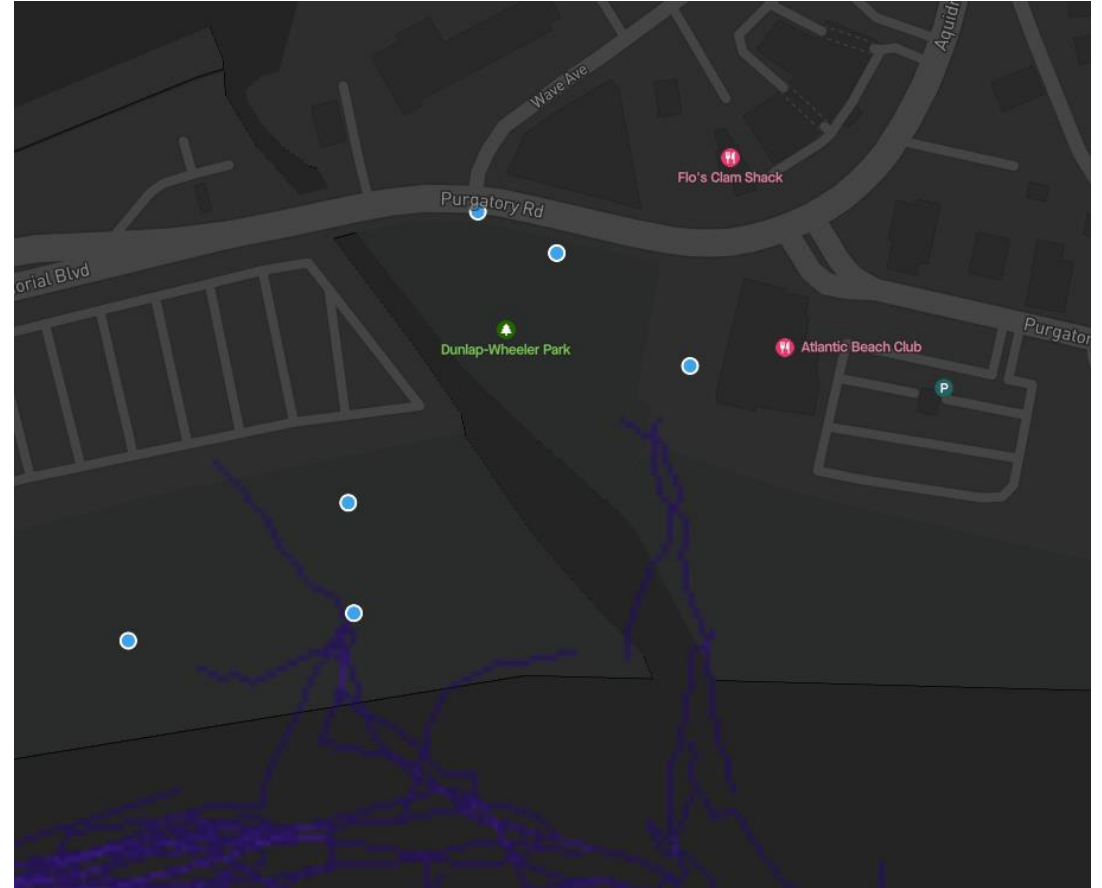 Aquidn
Wave Ave
Flo's Clam Shack
Purgatory Rd
orial Blvd
Purgator
Dunlap-Wheeler Park
Atlantic Beach Club
P